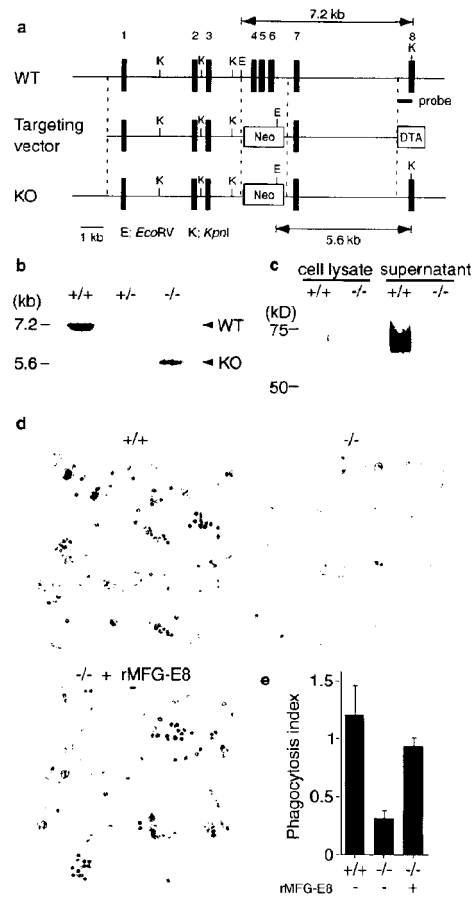 a
7.2 kb
1 2 3 4 5 6 7 8
K K K E K
WT
probe
Targeting vector
K K K E
Neo
DTA
KO
K K K E K
Neo
1 kb
E; EcoRV K; KpnI
5.6 kb
b
(kb) +/+ +/- -/-
7.2
WT
5.6
KO
c
cell lysate supernatant
+/+ -/- +/+ -/-
(kD)
75
50
d
+/+
-/-
-/- + rMFG-E8
e
Phagocytosis index
1.5
1
0.5
0
+/+ -/- -/-
rMFG-E8 - - +